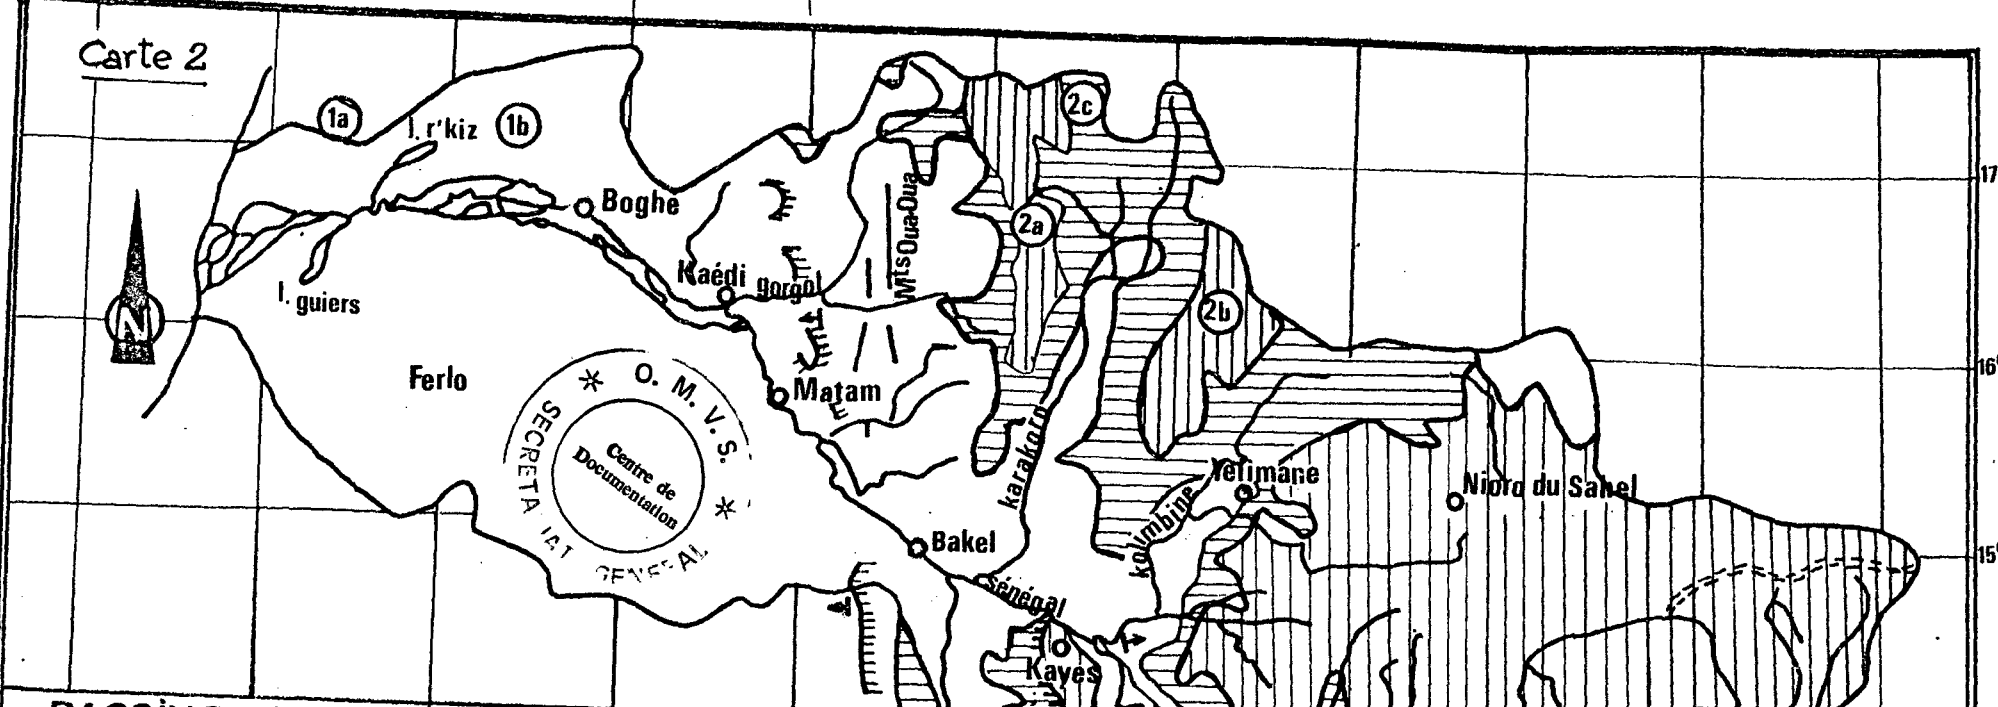 Carte 2
1a
l. r'kiz
1b
2c
17
Boghe
Mts Oua-Oua
2a
Kaédi
gorgol
l. guiers
2b
N
16°
Ferlo
O. M. V. S.
Matam
SECRETA IAT GENERAL
Centre de
Documentation
karakoro
Yelimane
Nioro du Sahel
koumbine
Bakel
15°
sénégal
Kayes